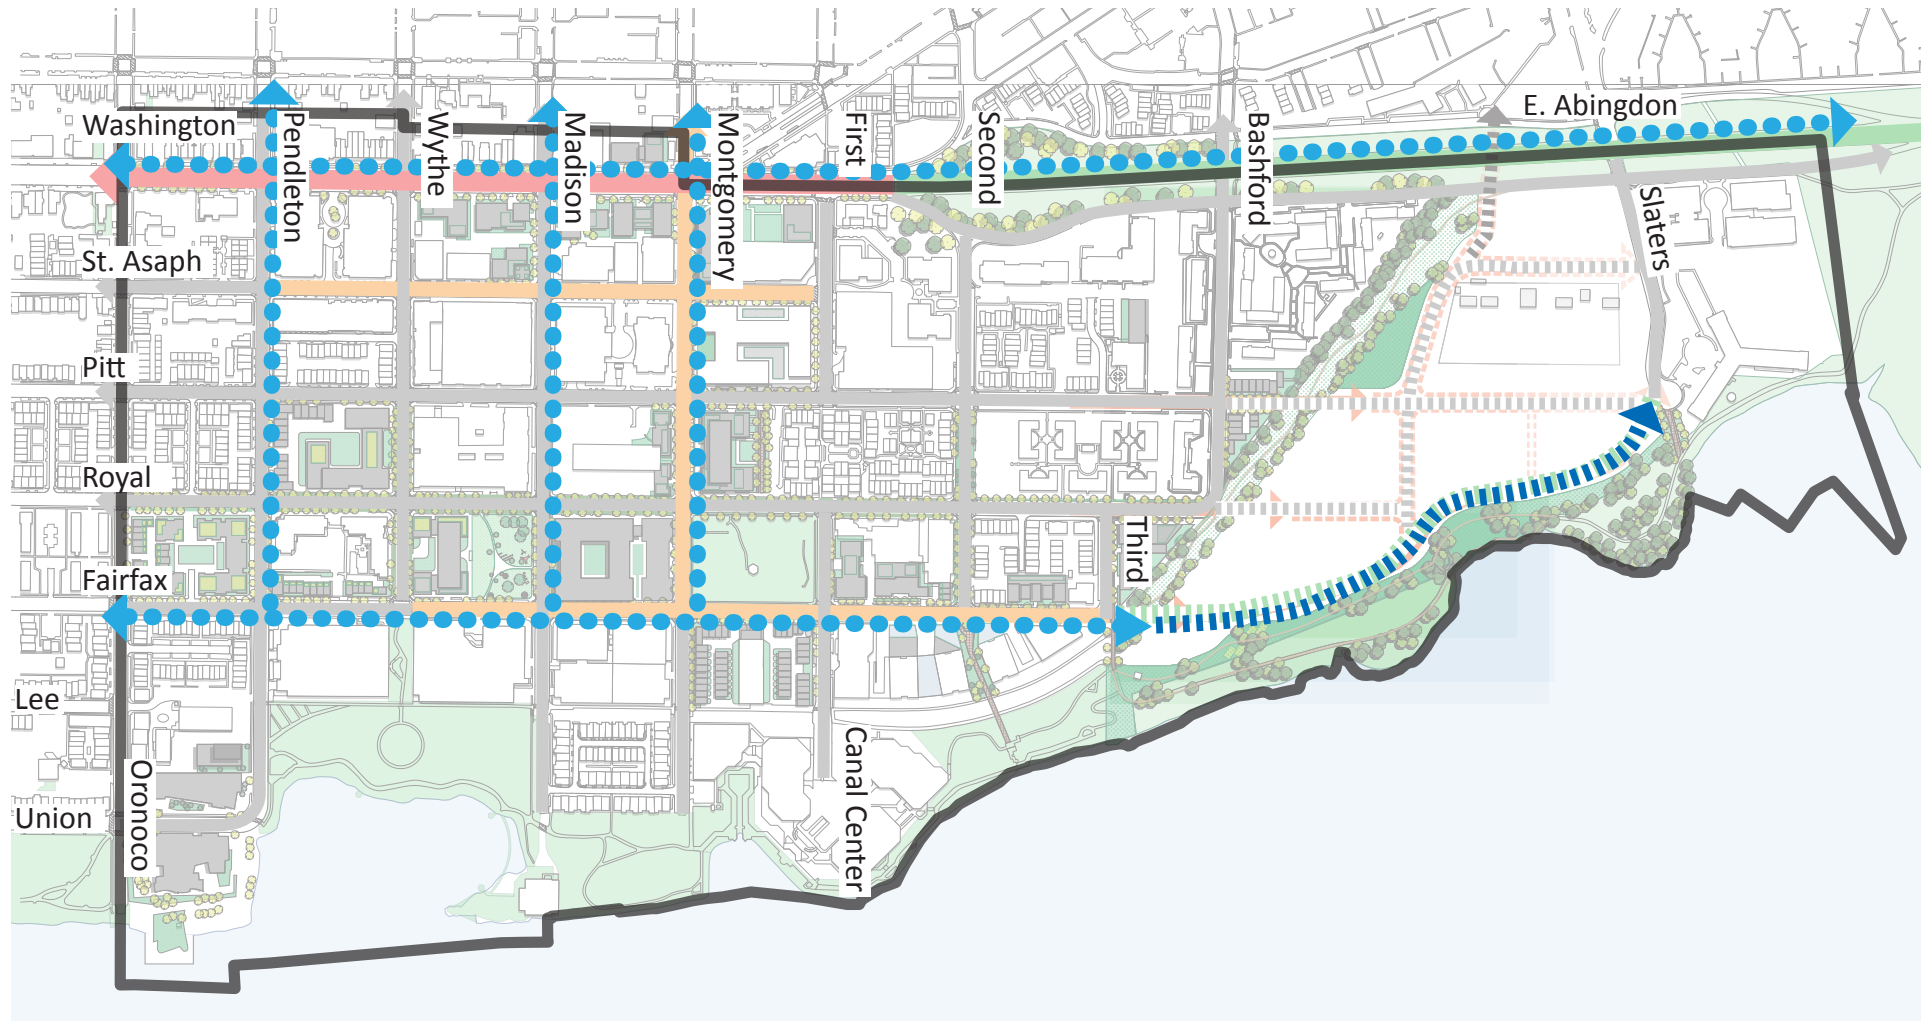 E. Abingdon
Washington
Pendleton
Wythe
Madison
Montgomery
First
Second
Bashford
Slaters
St. Asaph
Pitt
Royal
Third
Fairfax
Lee
Canal Center
Oronoco
Union